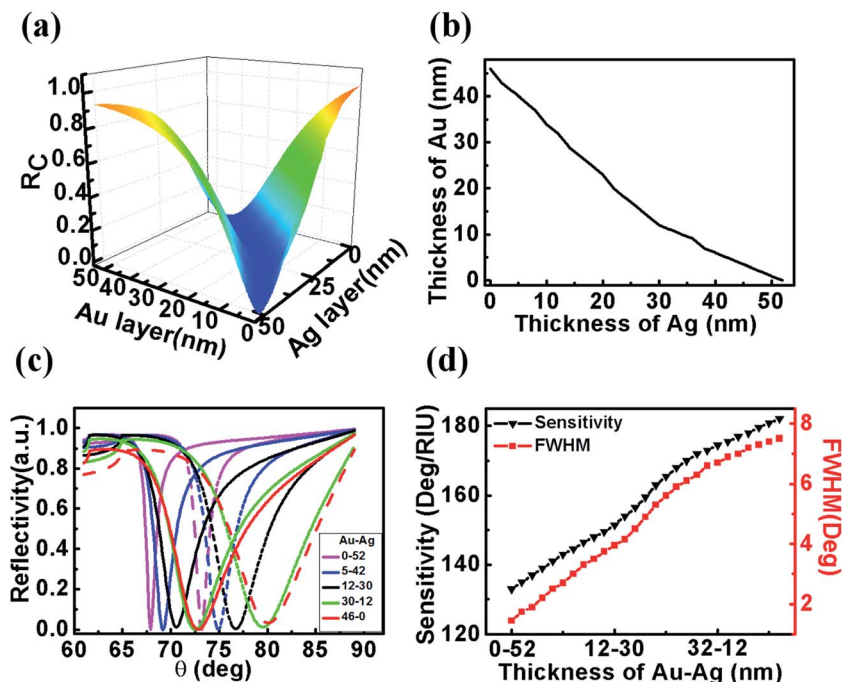 (a)
R_C
1.0
0.8
0.6
0.4
0.2
0.0
50 40 30 20 10 0
Au layer(nm)
50 25 0
Ag layer(nm)
(b)
Thickness of Au (nm)
40
30
20
10
0
0 10 20 30 40 50
Thickness of Ag (nm)
(c)
Reflectivity(a.u.)
1.0
0.8
0.6
0.4
0.2
0.0
60 65 70 75 80 85 90
θ (deg)
Au-Ag
0-52
5-42
12-30
30-12
46-0
(d)
Sensitivity (Deg/RIU)
180
160
140
120
Sensitivity
FWHM
8
6
4
2
FWHM(Deg)
0-52 12-30 32-12
Thickness of Au-Ag (nm)